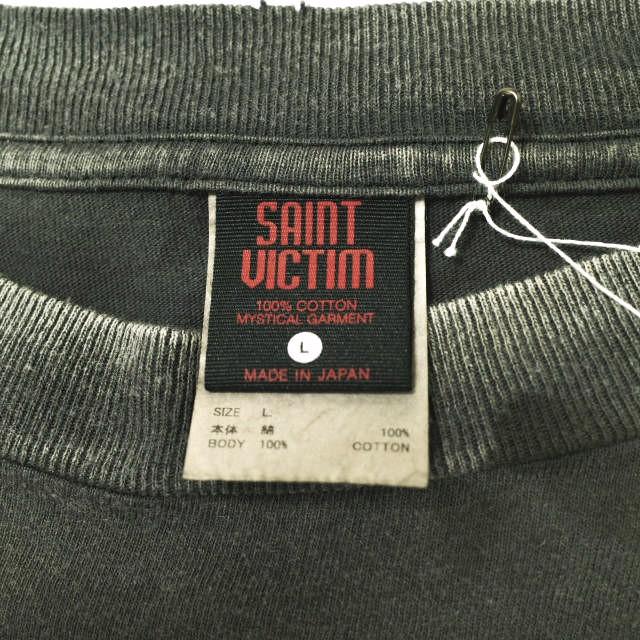 SAINT
VICTIM
100% COTTON
MYSTICAL GARMENT
L
MADE IN JAPAN
SIZE L
本体 綿 100%
BODY 100% COTTON